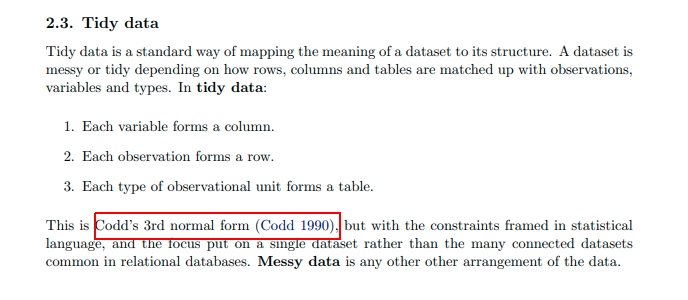 2.3. Tidy data
Tidy data is a standard way of mapping the meaning of a dataset to its structure. A dataset is
messy or tidy depending on how rows, columns and tables are matched up with observations,
variables and types. In tidy data:
1. Each variable forms a column.
2. Each observation forms a row.
3. Each type of observational unit forms a table.
This is Codd's 3rd normal form (Codd 1990), but with the constraints framed in statistical
language, and the focus put on a single dataset rather than the many connected datasets
common in relational databases. Messy data is any other other arrangement of the data.